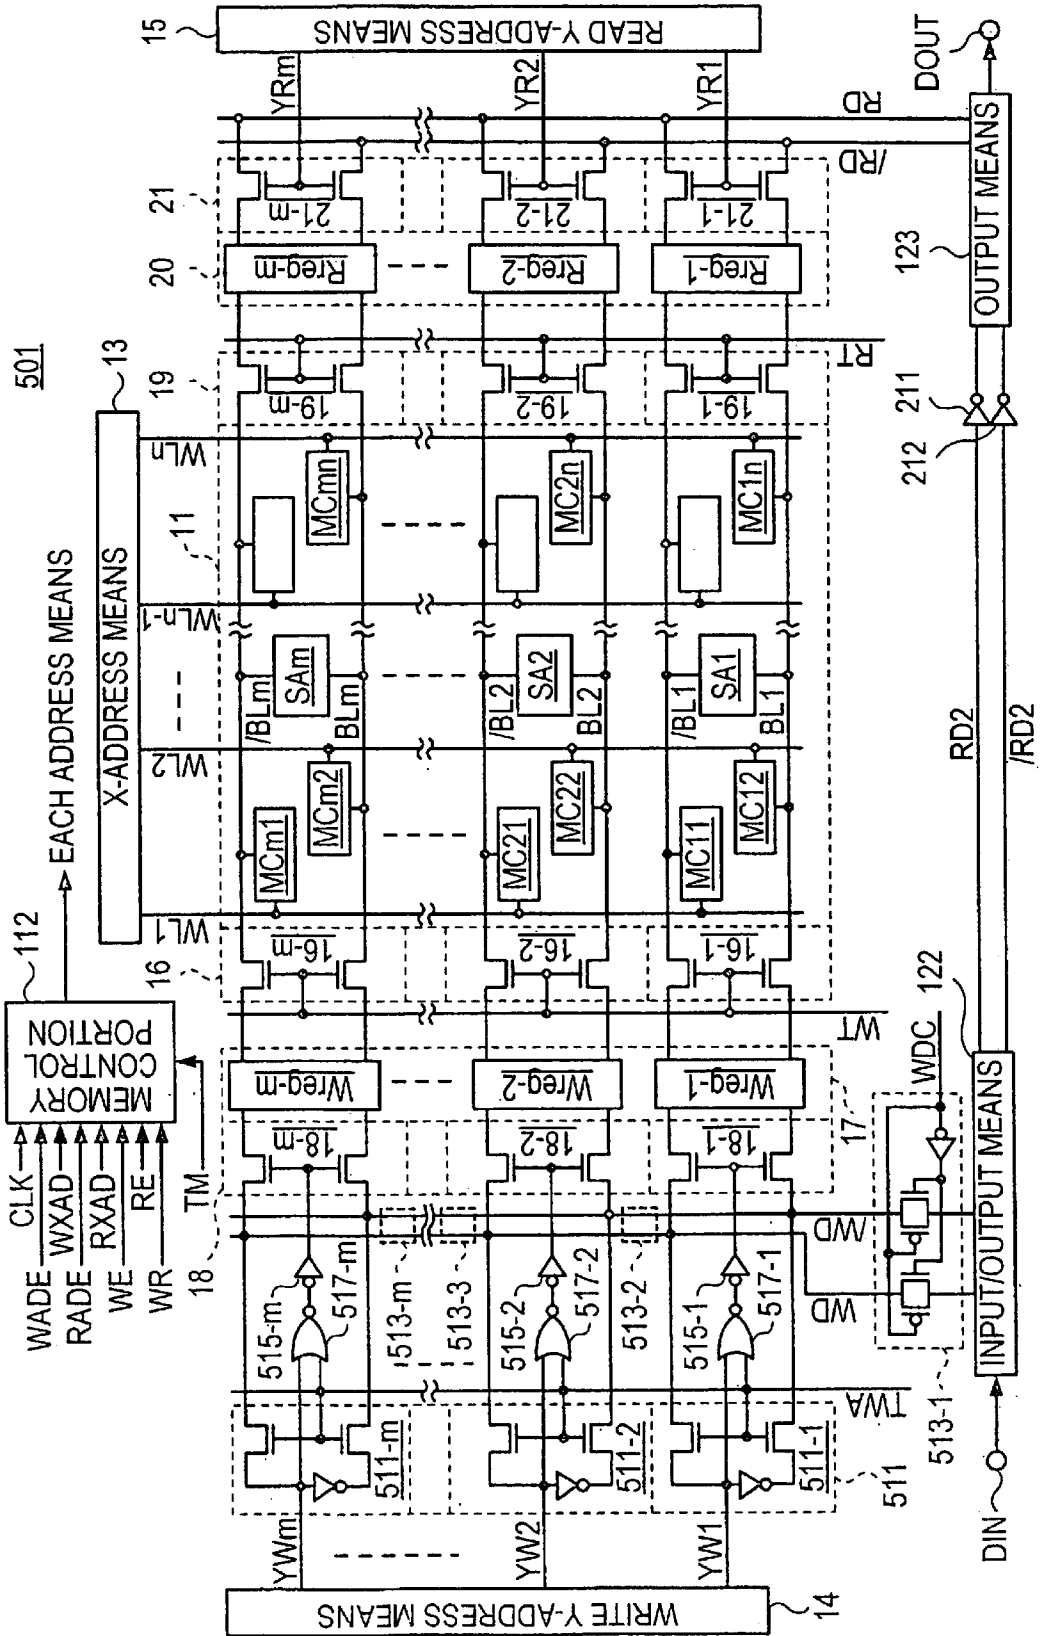 501
15
READ Y-ADDRESS MEANS
YRm
YR2
YR1
DOUT
RD
/RD
21
21-m
21-2
21-1
OUTPUT MEANS
123
20
Rreg-m
Rreg-2
Rreg-1
RT
19
19-m
19-2
19-1
211
212
13
X-ADDRESS MEANS
WLn
WLn-1
WL2
WL1
11
MCmn
MC2n
MC1n
EACH ADDRESS MEANS
SAm
SA2
SA1
/BLm
BLm
/BL2
BL2
/BL1
BL1
MCm2
MCm1
MC22
MC21
MC12
MC11
RD2
/RD2
112
MEMORY CONTROL PORTION
CLK
WADE
WXAD
RADE
RXAD
WE
RE
WR
TM
16
16-m
16-2
16-1
WT
Wreg-m
Wreg-2
Wreg-1
17
18
18-m
18-2
18-1
122
WDC
INPUT/OUTPUT MEANS
/WD
WD
513-1
513-m
513-3
513-2
515-m
517-m
515-2
517-2
515-1
517-1
TWA
511-m
511-2
511-1
511
DIN
YWm
YW2
YW1
WRITE Y-ADDRESS MEANS
14